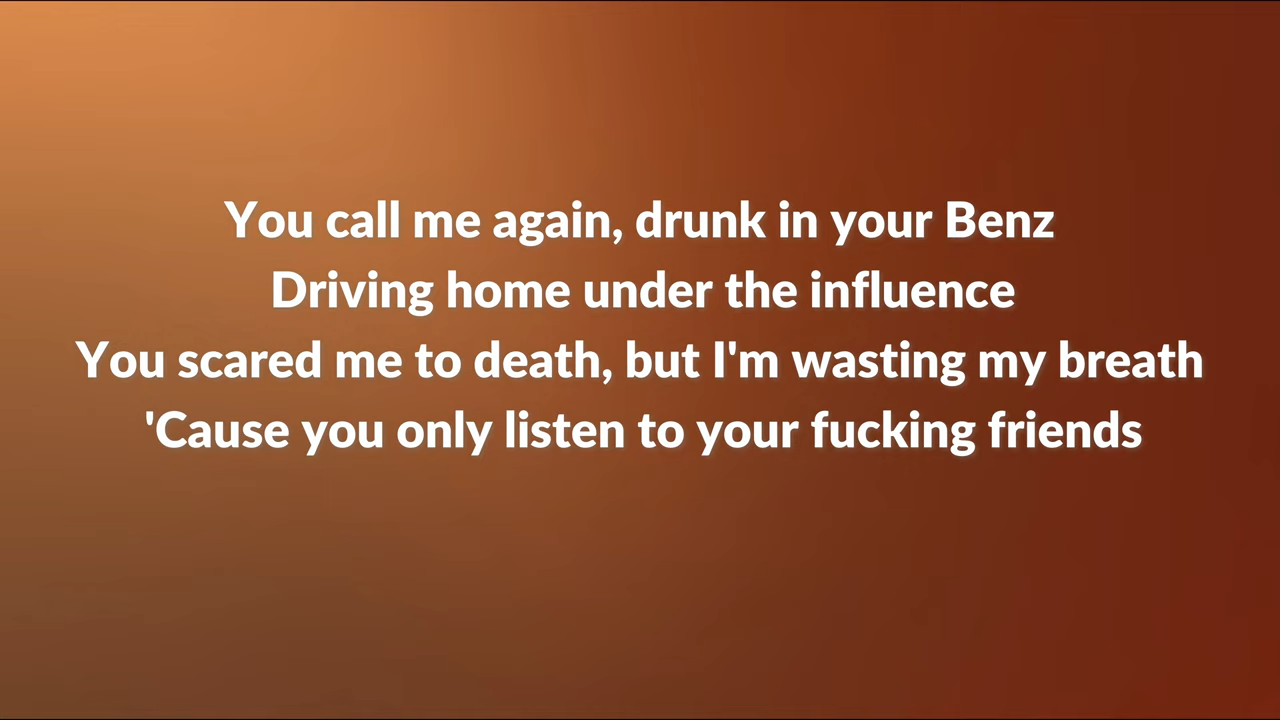 You call me again, drunk in your Benz
Driving home under the influence
You scared me to death, but I'm wasting my breath
'Cause you only listen to your fucking friends